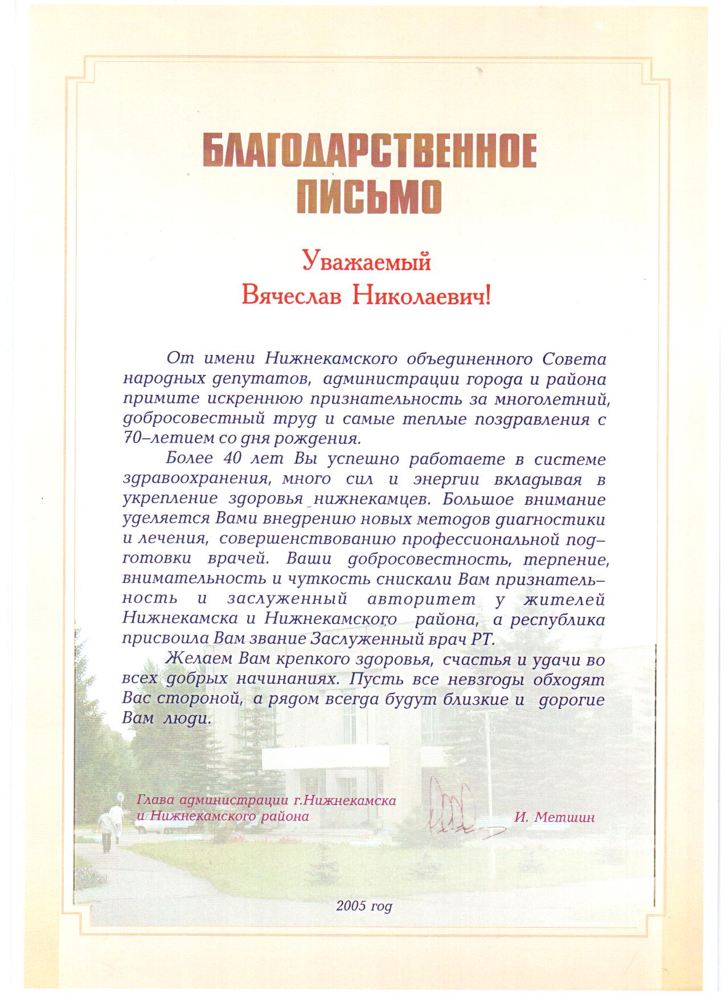 БЛАГОДАРСТВЕННОЕ
ПИСЬМО
Уважаемый
Вячеслав Николаевич!
От имени Нижнекамского объединенного Совета
народных депутатов, администрации города и района
примите искреннюю признательность за многолетний,
добросовестный труд и самые теплые поздравления с
70–летием со дня рождения.
Более 40 лет Вы успешно работаете в системе
здравоохранения, много сил и энергии вкладывая в
укрепление здоровья нижнекамцев. Большое внимание
уделяется Вами внедрению новых методов диагностики
и лечения, совершенствованию профессиональной под–
готовки врачей. Ваши добросовестность, терпение,
внимательность и чуткость снискали Вам признатель–
ность и заслуженный авторитет у жителей
Нижнекамска и Нижнекамского района, а республика
присвоила Вам звание Заслуженный врач РТ.
Желаем Вам крепкого здоровья, счастья и удачи во
всех добрых начинаниях. Пусть все невзгоды обходят
Вас стороной, а рядом всегда будут близкие и дорогие
Вам люди.
Глава администрации г.Нижнекамска
и Нижнекамского района
И. Метшин
2005 год